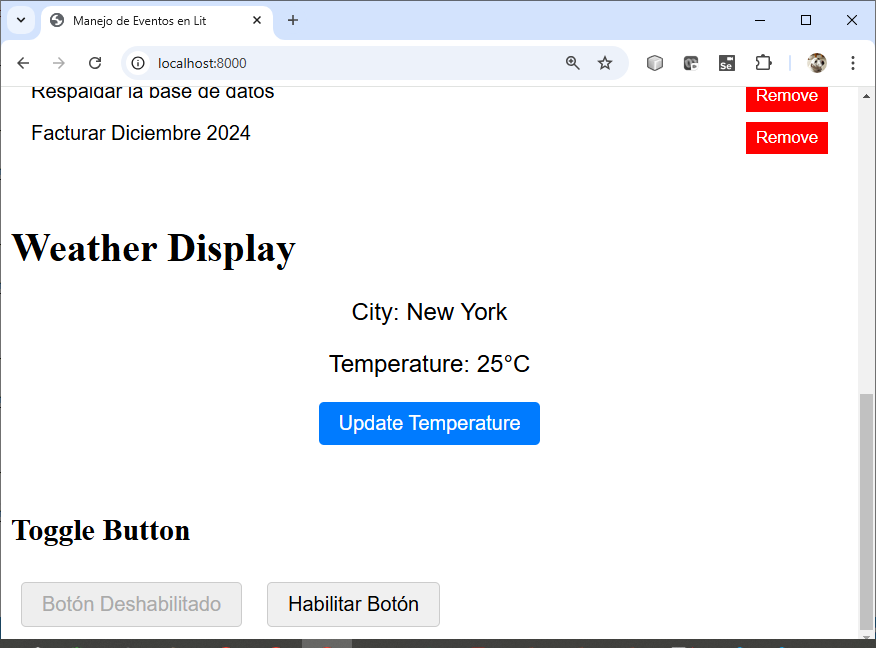 Manejo de Eventos en Lit
localhost:8000
Respaldar la base de datos Remove
Facturar Diciembre 2024 Remove
Weather Display
City: New York
Temperature: 25°C
Update Temperature
Toggle Button
Botón Deshabilitado Habilitar Botón